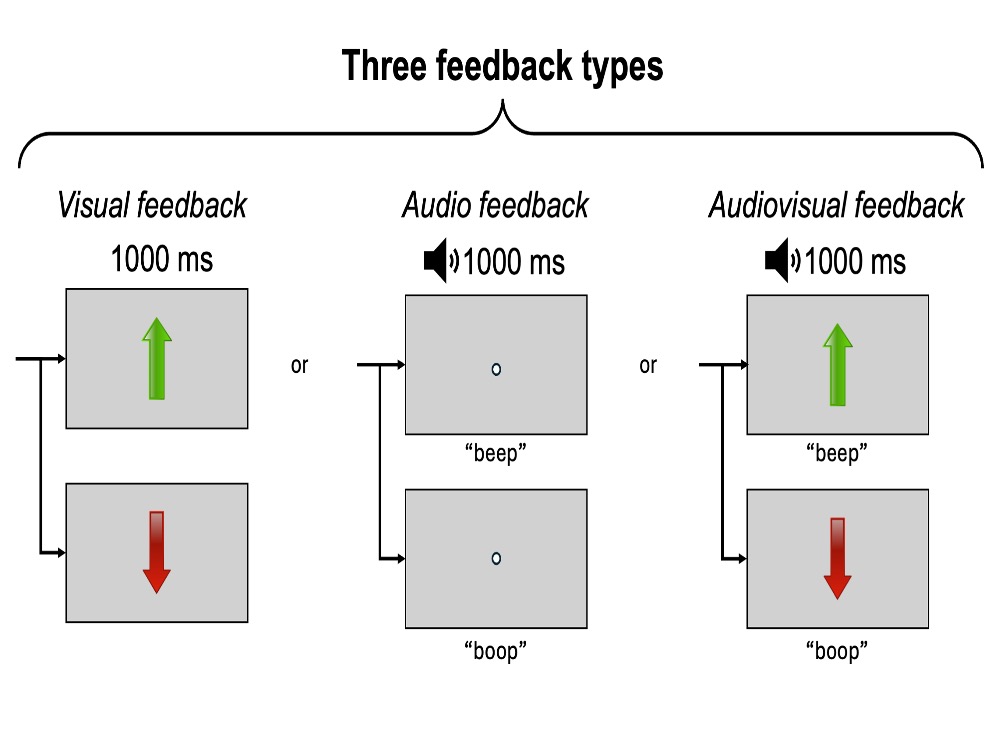 Three feedback types
Visual feedback
1000 ms
Audio feedback
1000 ms
Audiovisual feedback
1000 ms
or
or
“beep”
“beep”
“boop”
“boop”